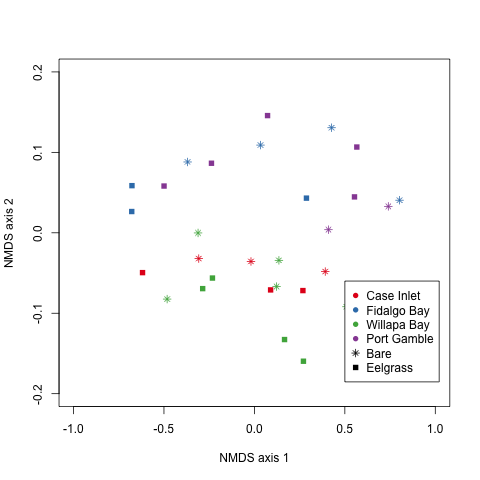 0.2
0.1
0.0
-0.1
-0.2
NMDS axis 2
Case Inlet
Fidalgo Bay
Willapa Bay
Port Gamble
Bare
Eelgrass
-1.0 -0.5 0.0 0.5 1.0
NMDS axis 1